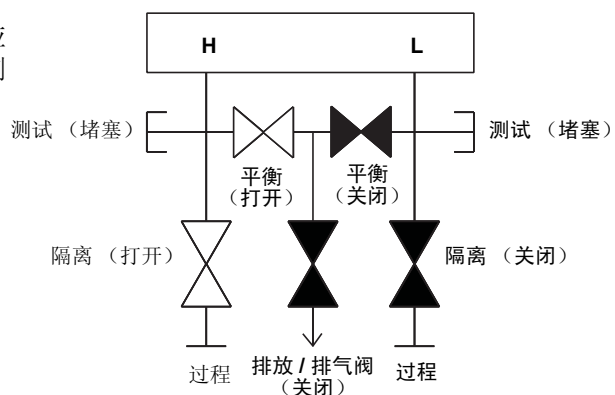 H
L
测试 （堵塞）
测试 （堵塞）
平衡
（打开）
平衡
（关闭）
隔离 （打开）
隔离 （关闭）
过程
排放 / 排气阀
（关闭）
过程